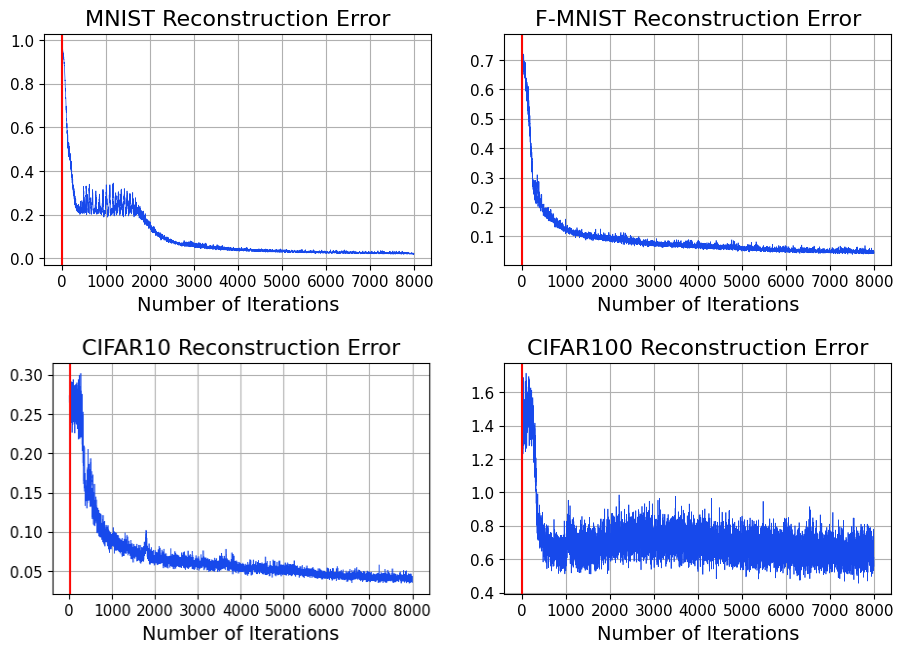 MNIST Reconstruction Error
1.0
0.8
0.6
0.4
0.2
0.0
0 1000 2000 3000 4000 5000 6000 7000 8000
Number of Iterations
F-MNIST Reconstruction Error
0.7
0.6
0.5
0.4
0.3
0.2
0.1
0 1000 2000 3000 4000 5000 6000 7000 8000
Number of Iterations
CIFAR10 Reconstruction Error
0.30
0.25
0.20
0.15
0.10
0.05
0 1000 2000 3000 4000 5000 6000 7000 8000
Number of Iterations
CIFAR100 Reconstruction Error
1.6
1.4
1.2
1.0
0.8
0.6
0.4
0 1000 2000 3000 4000 5000 6000 7000 8000
Number of Iterations